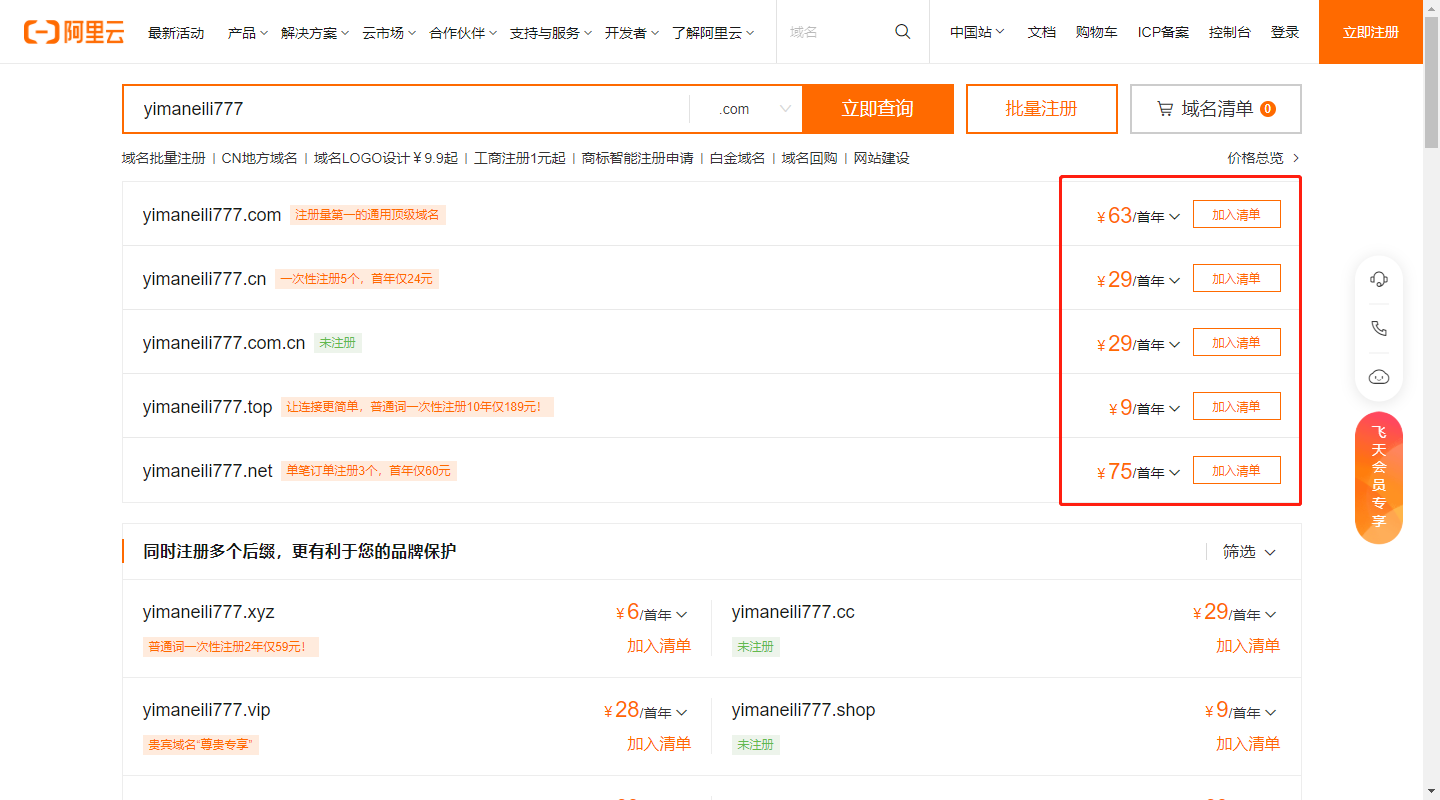 阿里云 最新活动 产品 解决方案 云市场 合作伙伴 支持与服务 开发者 了解阿里云 域名 中国站 文档 购物车 ICP备案 控制台 登录 立即注册
yimaneili777 .com 立即查询 批量注册 域名清单 0
域名批量注册 | CN地方域名 | 域名LOGO设计￥9.9起 | 工商注册1元起 | 商标智能注册申请 | 白金域名 | 域名回购 | 网站建设 价格总览
yimaneili777.com 注册量第一的通用顶级域名 ￥63/首年 加入清单
yimaneili777.cn 一次性注册5个，首年仅24元 ￥29/首年 加入清单
yimaneili777.com.cn 未注册 ￥29/首年 加入清单
yimaneili777.top 让连接更简单，普通词一次性注册10年仅189元！ ￥9/首年 加入清单
yimaneili777.net 单笔订单注册3个，首年仅60元 ￥75/首年 加入清单
飞天会员专享
同时注册多个后缀，更有利于您的品牌保护 筛选
yimaneili777.xyz ￥6/首年 yimaneili777.cc ￥29/首年
普通词一次性注册2年仅59元！ 加入清单 未注册 加入清单
yimaneili777.vip ￥28/首年 yimaneili777.shop ￥9/首年
贵宾域名“尊贵专享” 加入清单 未注册 加入清单